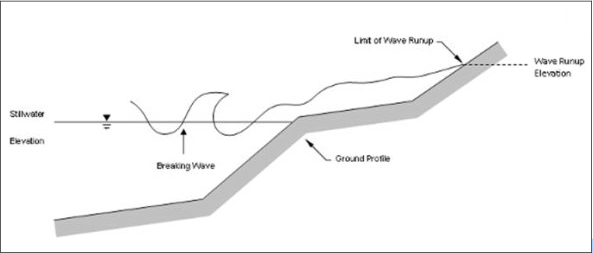 Limit of Wave Runup
Wave Runup
Elevation
Stillwater
Elevation
Breaking Wave
Ground Profile